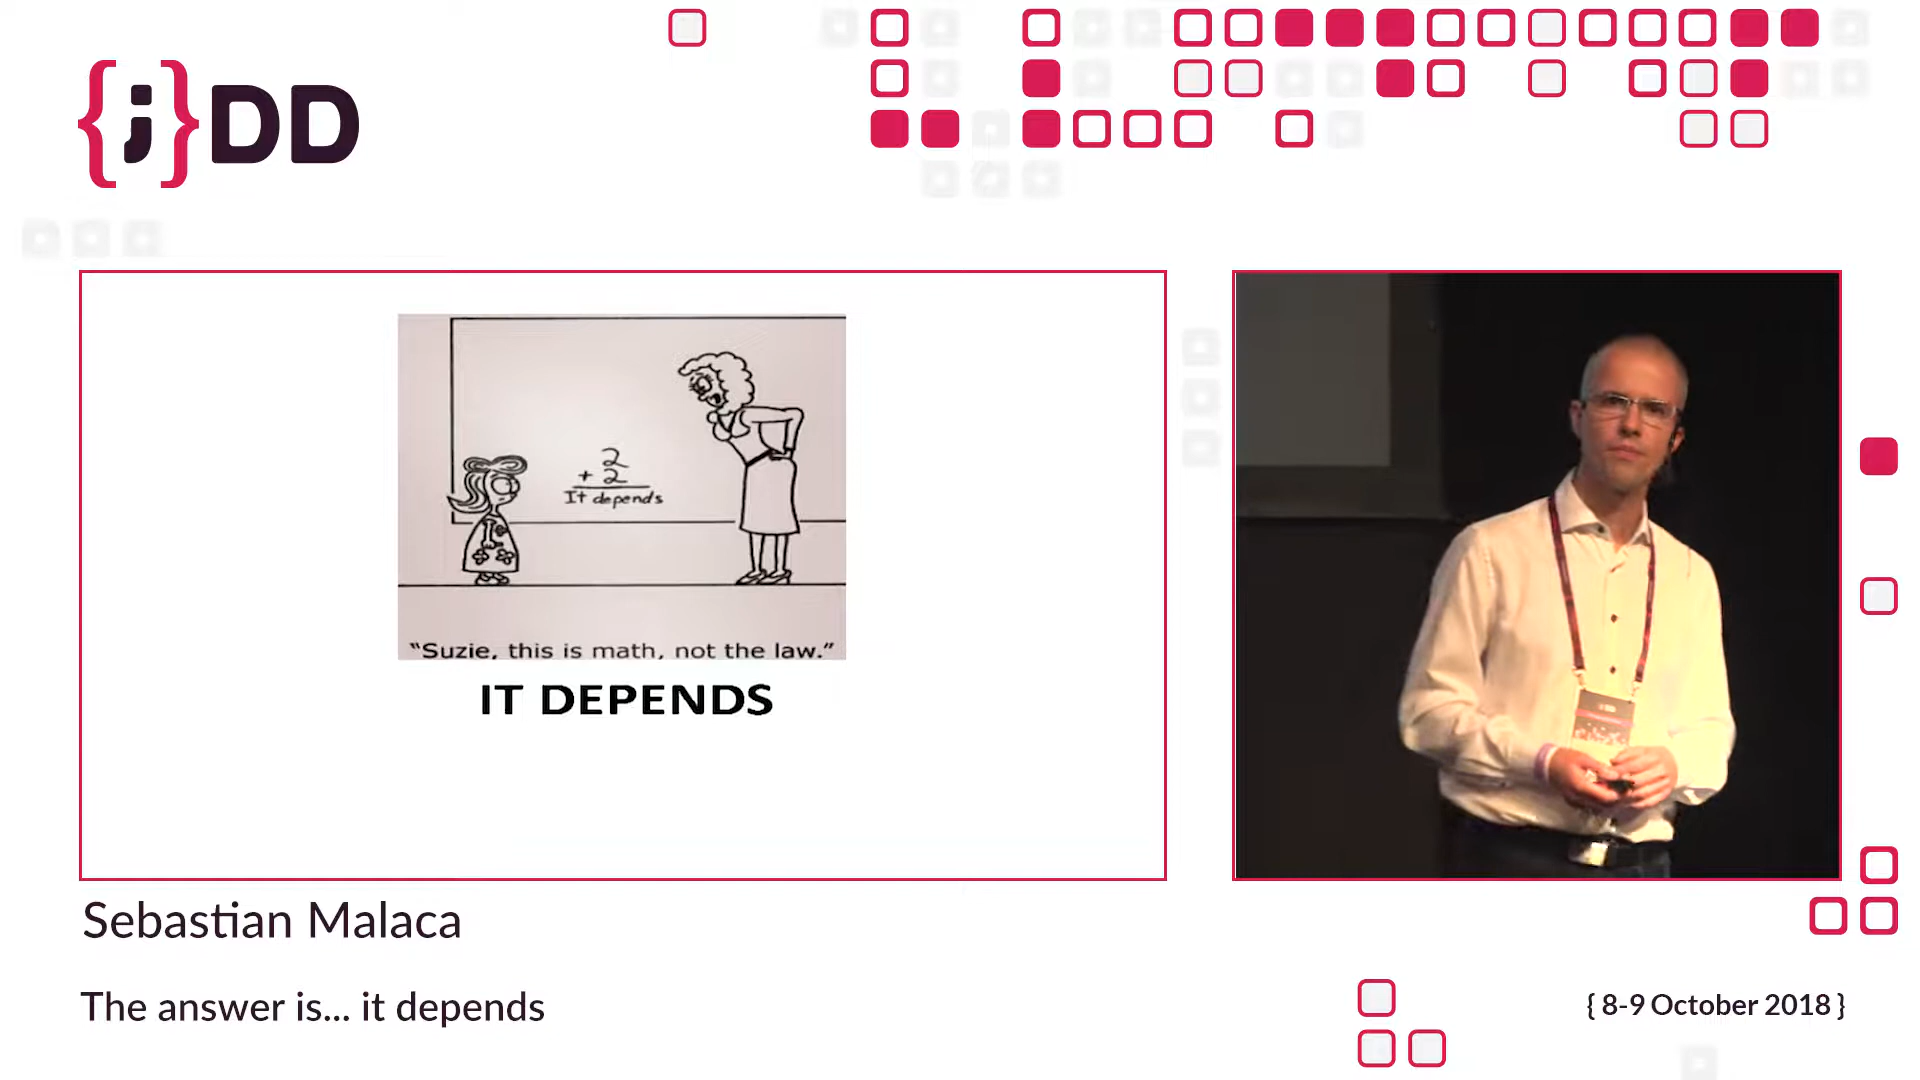 {;}DD
2
+ 2
It depends
"Suzie, this is math, not the law."
IT DEPENDS
Sebastian Malaca
The answer is... it depends
{ 8-9 October 2018 }